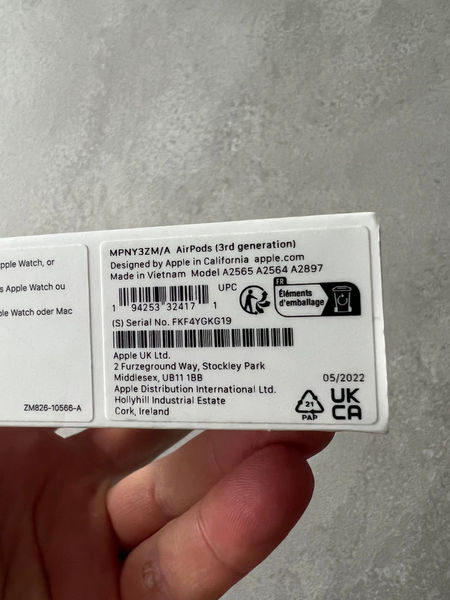 pple Watch, or
s Apple Watch ou
ple Watch oder Mac
ZM826-10566-A
MPNY3ZM/A AirPods (3rd generation)
Designed by Apple in California apple.com
Made in Vietnam Model A2565 A2564 A2897
UPC
1 94253 32417 1
FR
Éléments
d'emballage
(S) Serial No. FKF4YGKG19
Apple UK Ltd.
2 Furzeground Way, Stockley Park
Middlesex, UB11 1BB
Apple Distribution International Ltd.
Hollyhill Industrial Estate
Cork, Ireland
05/2022
21
PAP
UK
CA